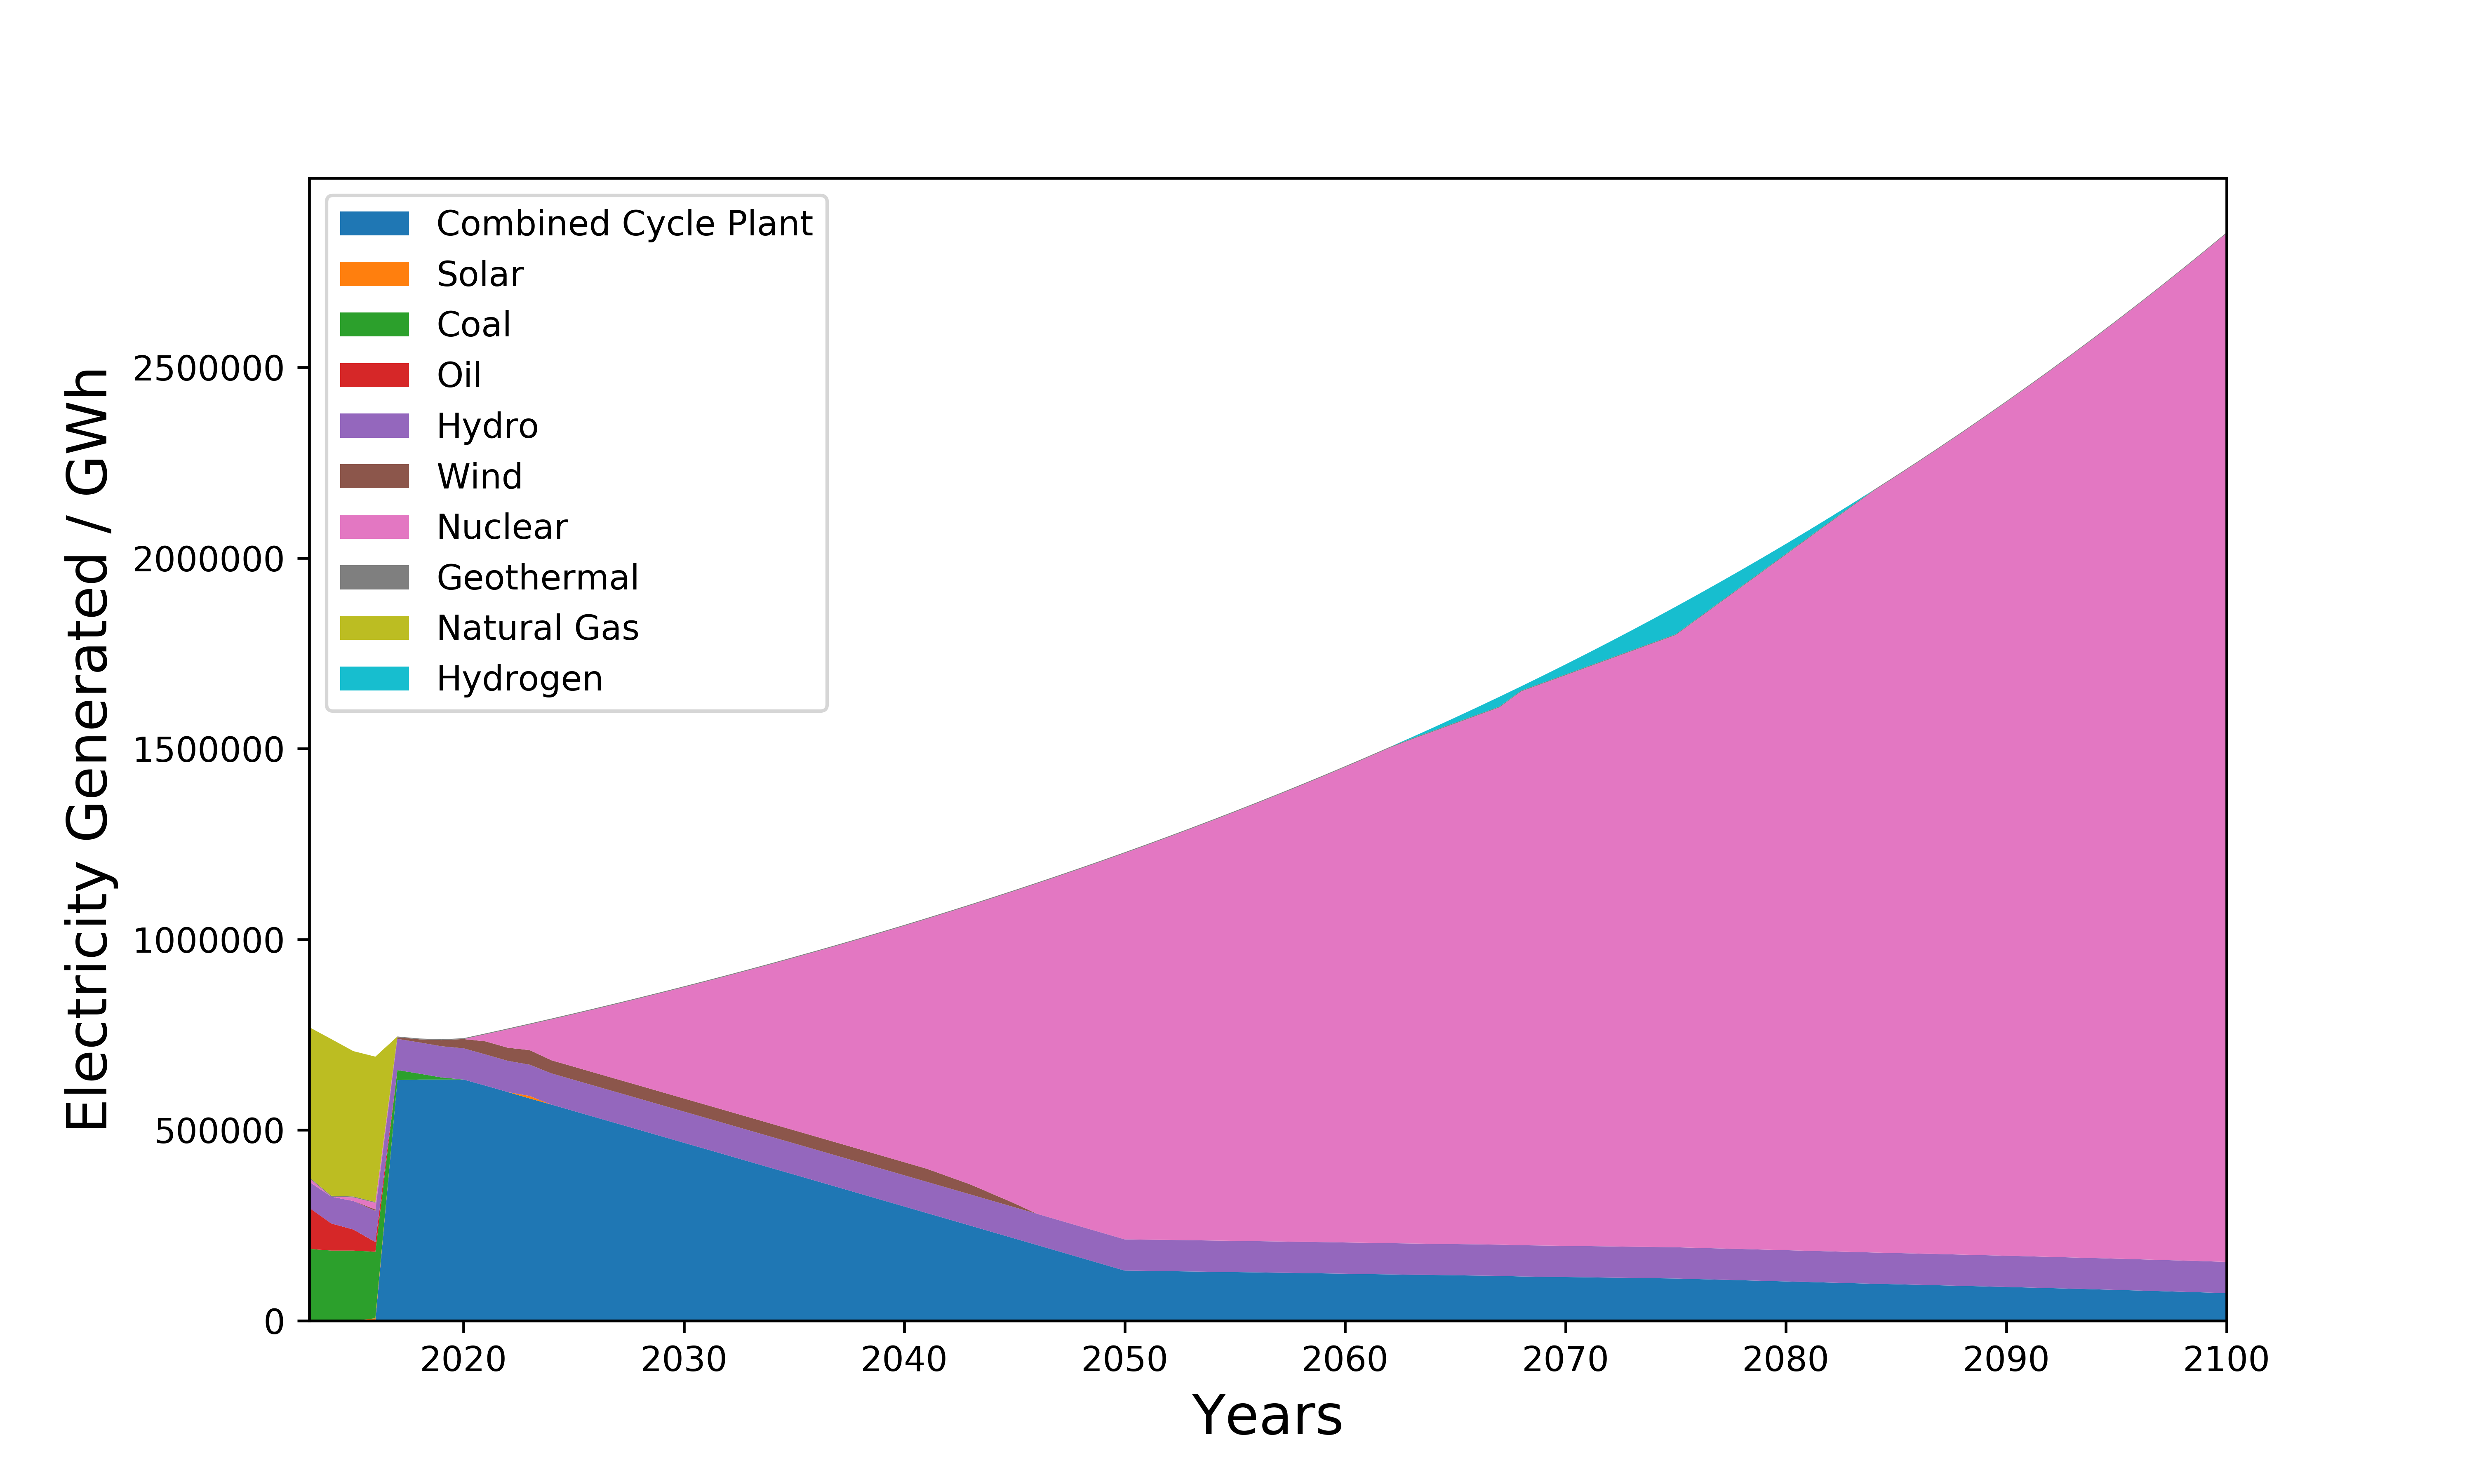 Combined Cycle Plant
Solar
Coal
Oil
Hydro
Wind
Nuclear
Geothermal
Natural Gas
Hydrogen
Electricity Generated / GWh
2500000
2000000
1500000
1000000
500000
0
2020 2030 2040 2050 2060 2070 2080 2090 2100
Years